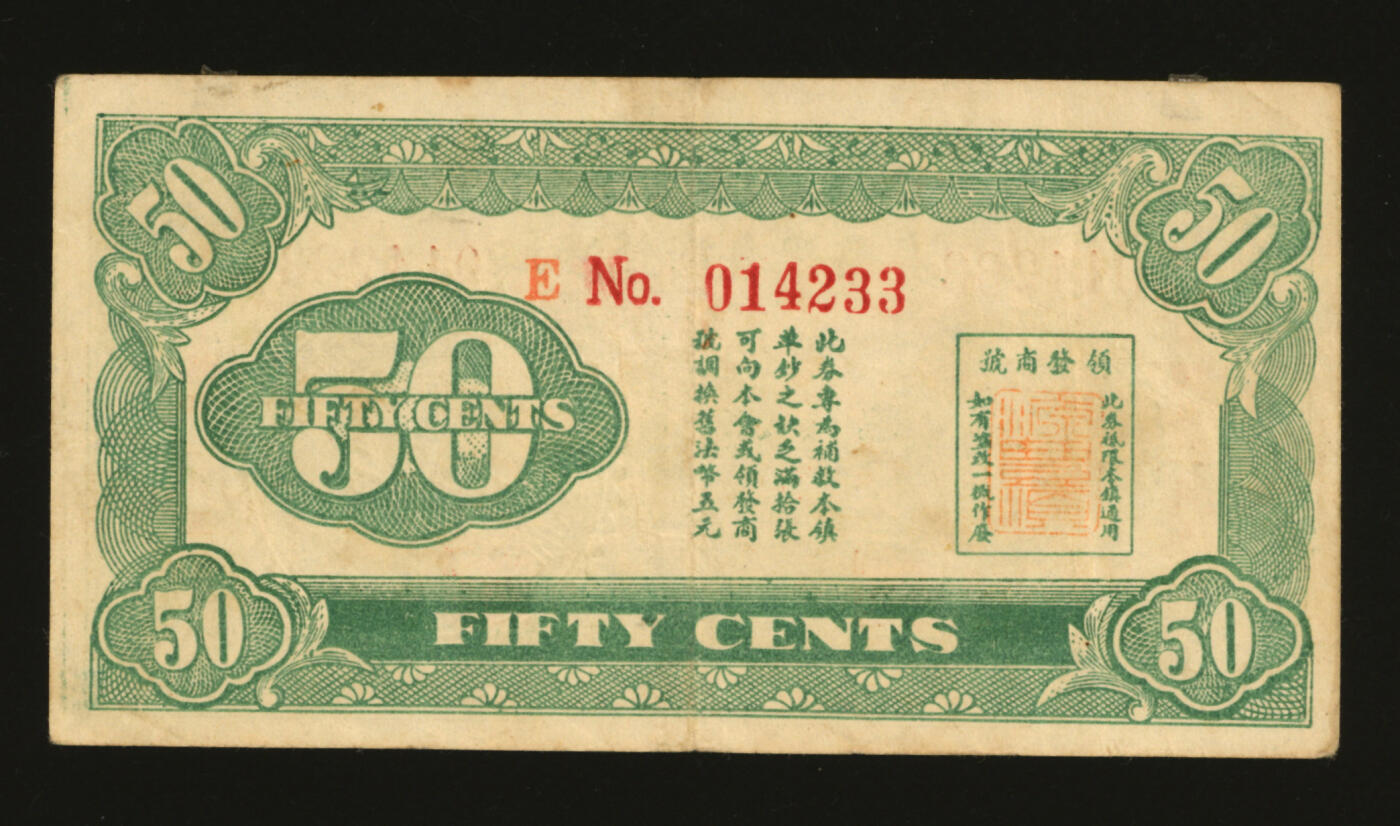 50
50
E No. 014233
50
FIFTY CENTS
此券專為補救本鎮
單鈔之缺乏滿拾張
可向本會或領發商
號調換舊法幣五元
領發商號
此券祇限本鎮通用
如有塗改一概作廢
50
FIFTY CENTS
50